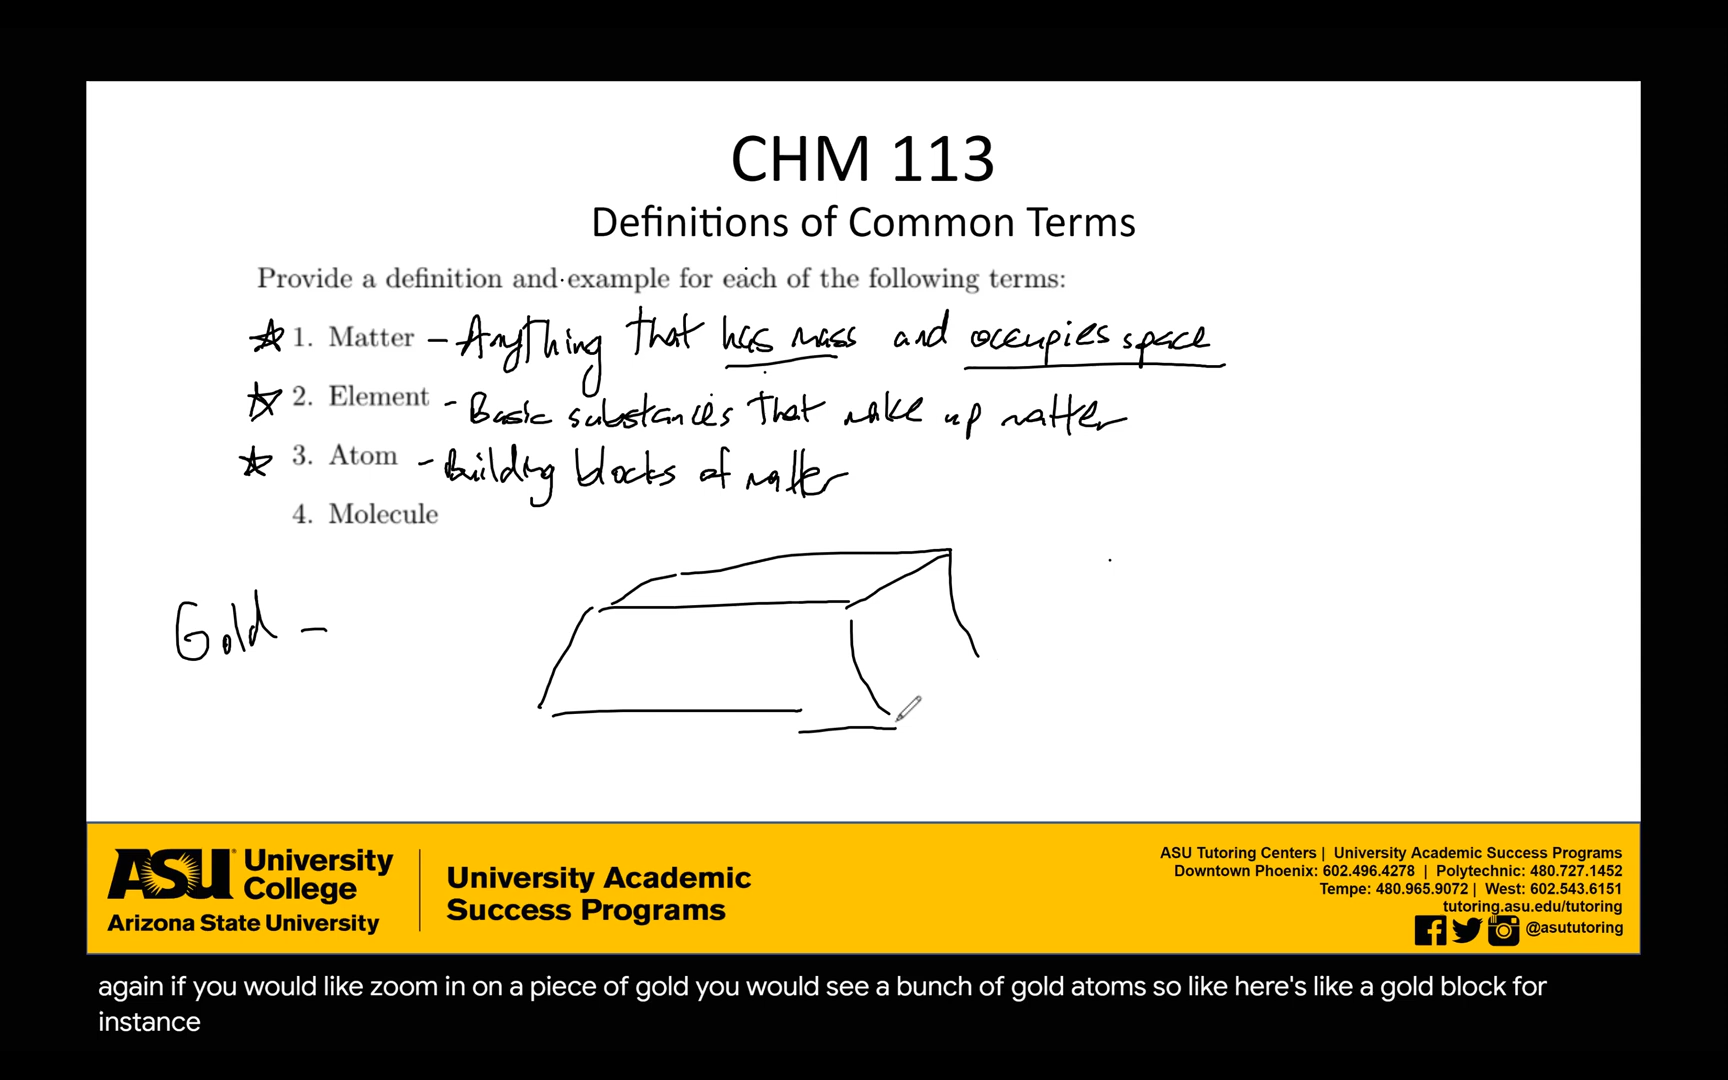 CHM 113
Definitions of Common Terms
Provide a definition and example for each of the following terms:
1. Matter – Anything that has mass and occupies space
2. Element - Basic substances that make up matter
3. Atom - Building blocks of matter
4. Molecule
Gold –
ASU University College
Arizona State University
University Academic
Success Programs
ASU Tutoring Centers | University Academic Success Programs
Downtown Phoenix: 602.496.4278 | Polytechnic: 480.727.1452
Tempe: 480.965.9072 | West: 602.543.6151
tutoring.asu.edu/tutoring
@asututoring
again if you would like zoom in on a piece of gold you would see a bunch of gold atoms so like here's like a gold block for
instance